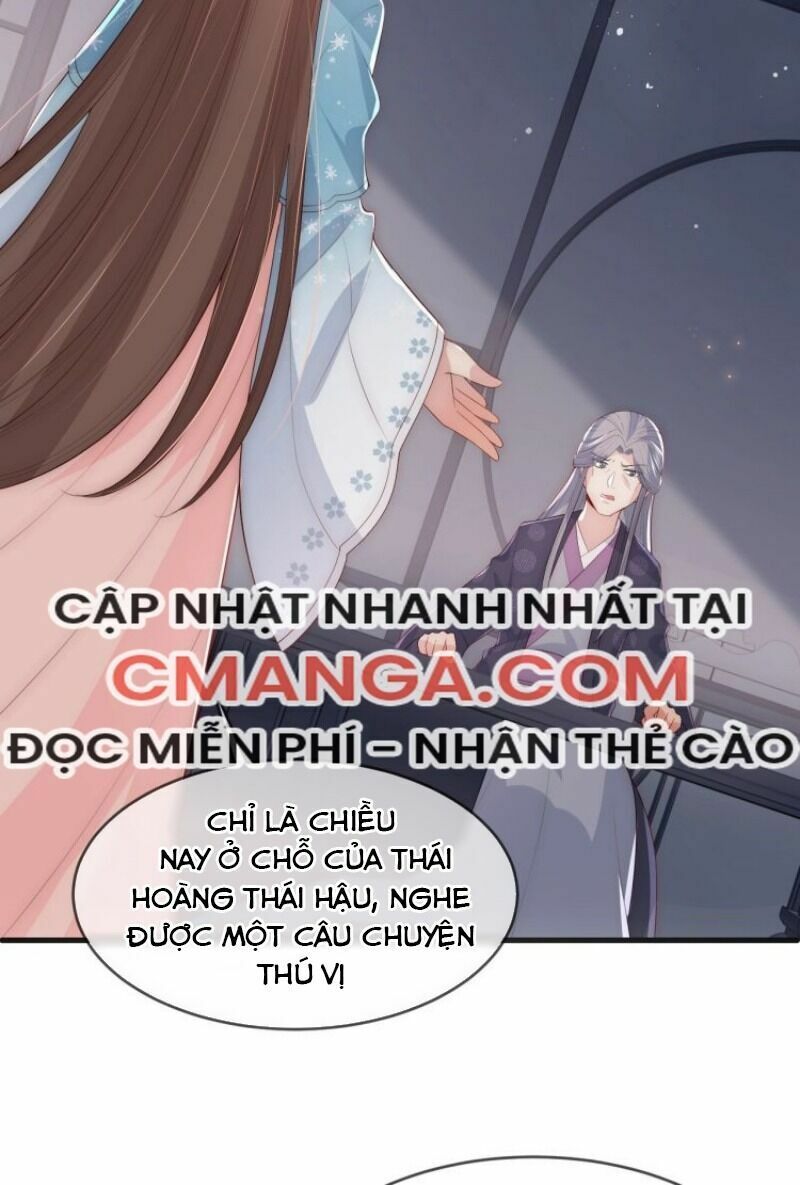 CẬP NHẬT NHANH NHẤT TẠI
CMANGA.COM
ĐỌC MIỄN PHÍ - NHẬN THẺ CÀO
CHỈ LÀ CHIỀU
NAY Ở CHỖ CỦA THÁI
HOÀNG THÁI HẬU, NGHE
ĐƯỢC MỘT CÂU CHUYỆN
THÚ VỊ